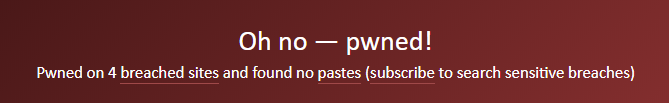 Oh no — pwned!
Pwned on 4 breached sites and found no pastes (subscribe to search sensitive breaches)